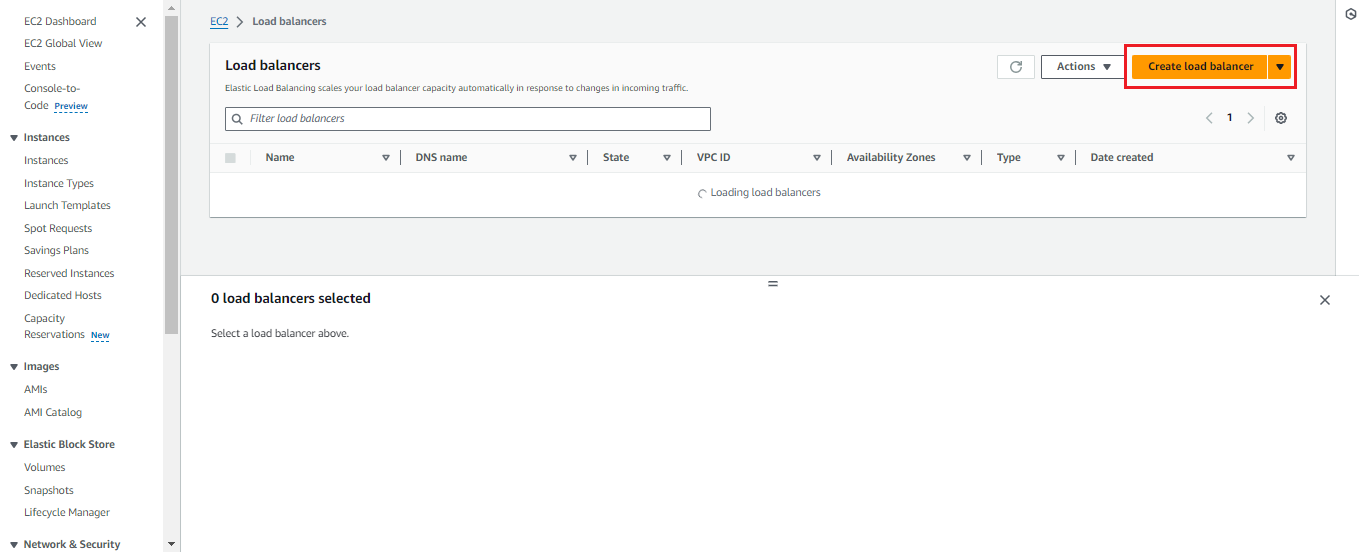 EC2 Dashboard
EC2 Global View
Events
Console-to-
Code Preview
Instances
Instances
Instance Types
Launch Templates
Spot Requests
Savings Plans
Reserved Instances
Dedicated Hosts
Capacity
Reservations New
Images
AMIs
AMI Catalog
Elastic Block Store
Volumes
Snapshots
Lifecycle Manager
Network & Security
EC2 > Load balancers
Load balancers
Actions
Create load balancer
Elastic Load Balancing scales your load balancer capacity automatically in response to changes in incoming traffic.
Filter load balancers
1
Name DNS name State VPC ID Availability Zones Type Date created
Loading load balancers
0 load balancers selected
Select a load balancer above.